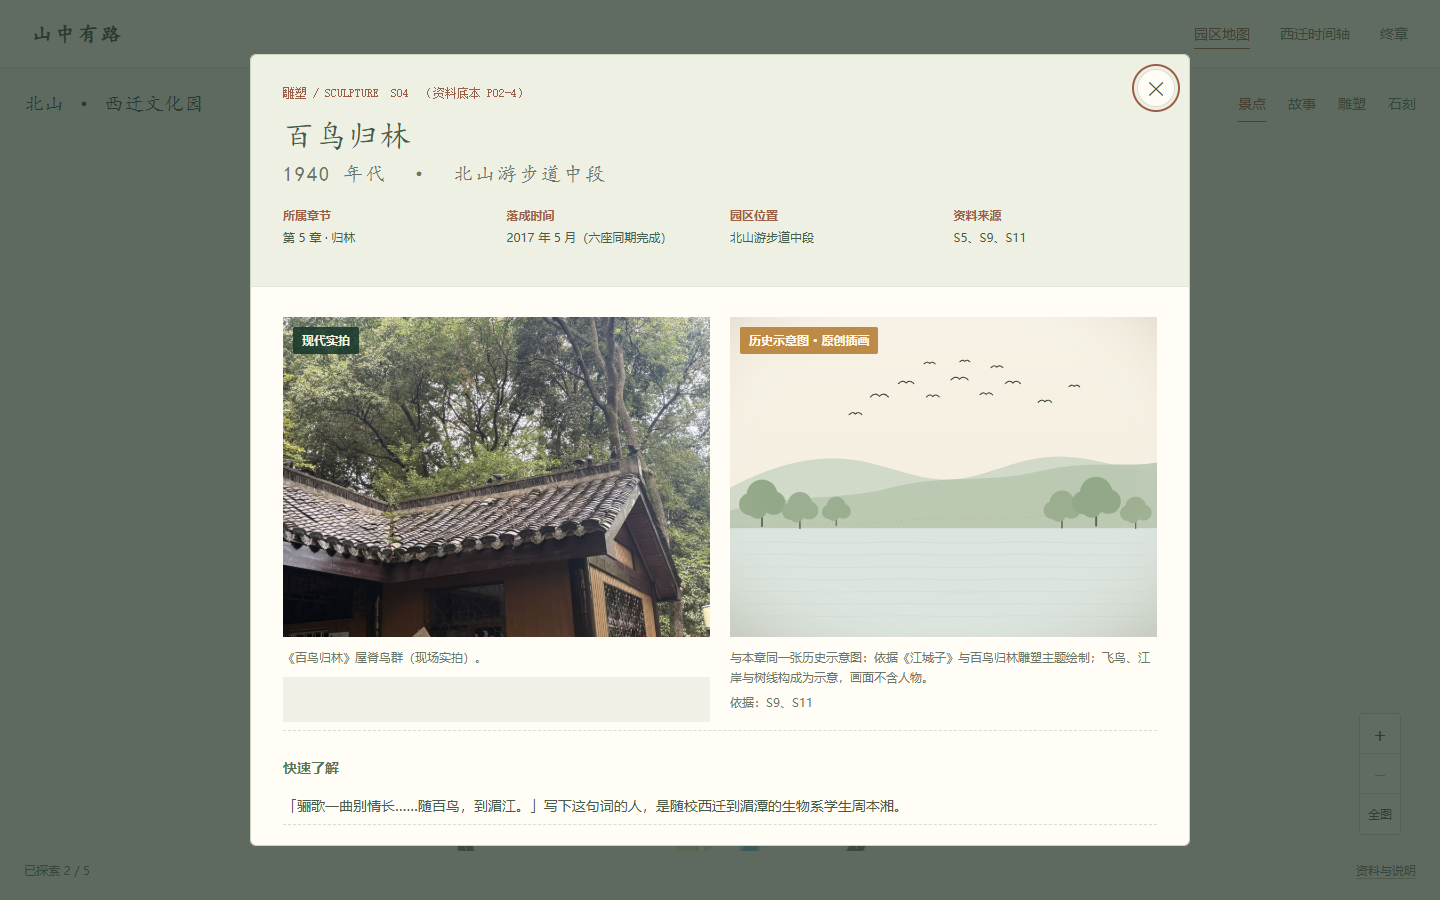 山中有路
园区地图 西迁时间轴 终章
北山 • 西迁文化园
景点 故事 雕塑 石刻
雕塑 / SCULPTURE S04 （资料底本 P02-4）
百鸟归林
1940 年代 • 北山游步道中段
所属章节 落成时间 园区位置 资料来源
第 5 章 · 归林 2017 年 5 月（六座同期完成） 北山游步道中段 S5、S9、S11
现代实拍
历史示意图 • 原创插画
《百鸟归林》屋脊鸟群（现场实拍）。
与本章同一张历史示意图：依据《江城子》与百鸟归林雕塑主题绘制；飞鸟、江
岸与树线构成为示意，画面不含人物。
依据：S9、S11
快速了解
「骊歌一曲别情长……随百鸟，到湄江。」写下这句词的人，是随校西迁到湄潭的生物系学生周本湘。
+
—
全图
已探索 2 / 5
资料与说明